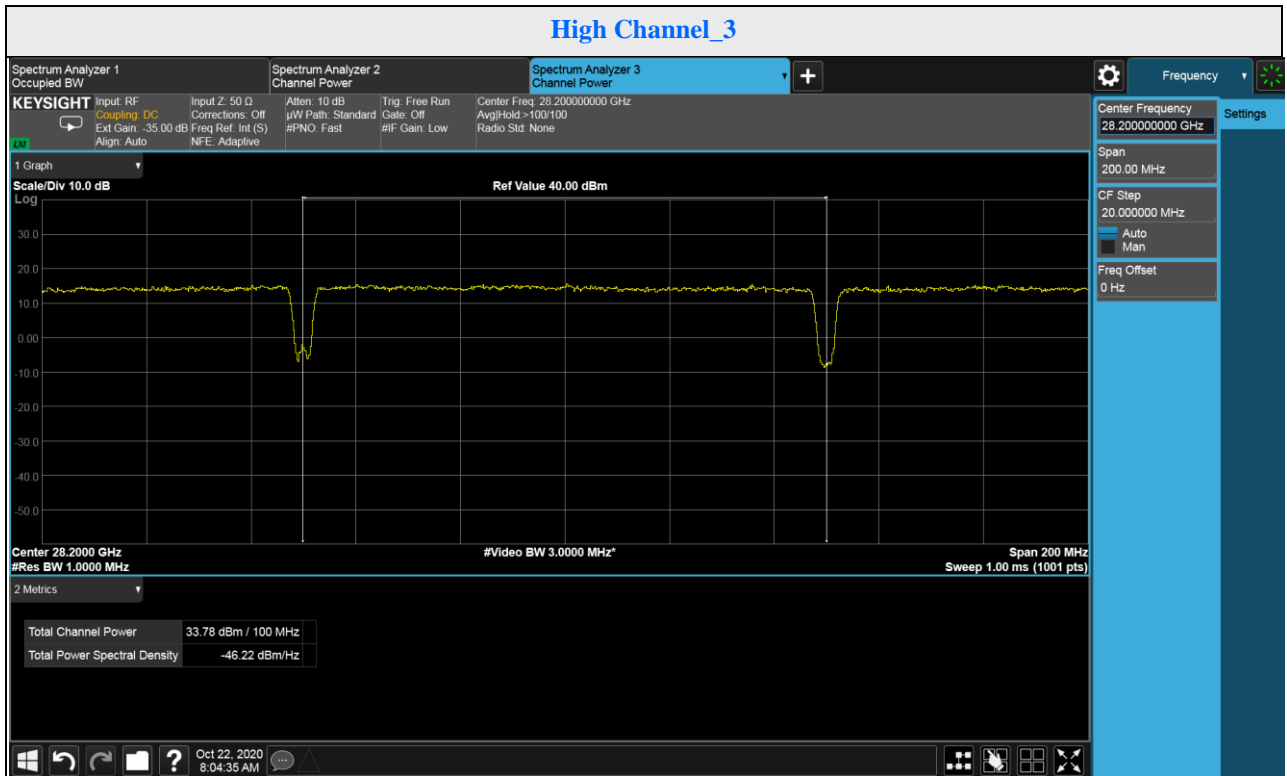 High Channel_3
Spectrum Analyzer 1
Occupied BW
Spectrum Analyzer 2
Channel Power
Spectrum Analyzer 3
Channel Power
Frequency
KEYSIGHT
Input: RF
Coupling: DC
Ext Gain: -35.00 dB
Align: Auto
Input Z: 50 Ω
Corrections: Off
Freq Ref: Int (S)
NFE: Adaptive
Atten: 10 dB
µW Path: Standard
#PNO: Fast
Trig: Free Run
Gate: Off
#IF Gain: Low
Center Freq: 28.200000000 GHz
Avg|Hold:>100/100
Radio Std: None
LXI
Center Frequency
28.200000000 GHz
Settings
Span
200.00 MHz
CF Step
20.000000 MHz
Auto
Man
Freq Offset
0 Hz
1 Graph
Scale/Div 10.0 dB
Ref Value 40.00 dBm
Log
30.0
20.0
10.0
0.00
-10.0
-20.0
-30.0
-40.0
-50.0
Center 28.2000 GHz
#Video BW 3.0000 MHz*
Span 200 MHz
#Res BW 1.0000 MHz
Sweep 1.00 ms (1001 pts)
2 Metrics
Total Channel Power 33.78 dBm / 100 MHz
Total Power Spectral Density -46.22 dBm/Hz
?
Oct 22, 2020
8:04:35 AM